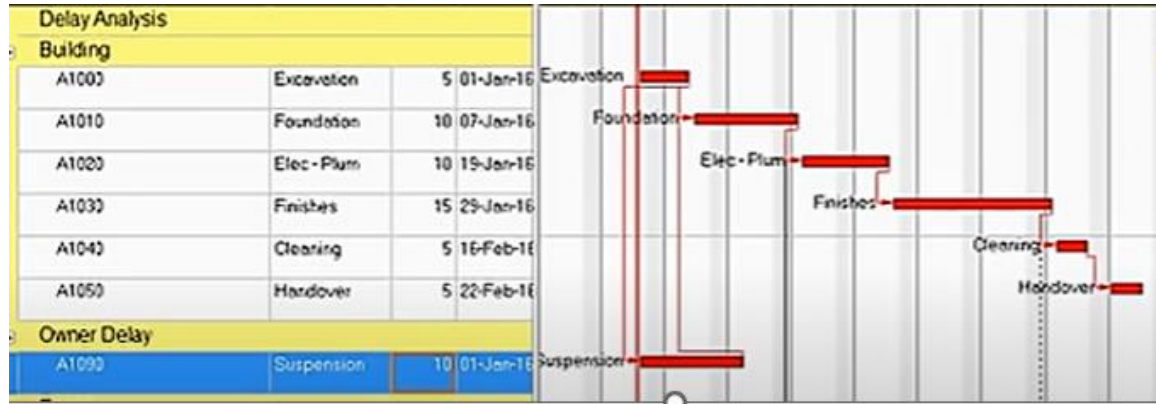 Delay Analysis
Building
A1000 Excavation 5 01-Jan-16 Excavation
A1010 Foundation 10 07-Jan-16 Foundation
A1020 Elec - Plum 10 19-Jan-16 Elec - Plum
A1030 Finishes 15 29-Jan-16 Finishes
A1040 Cleaning 5 16-Feb-16 Cleaning
A1050 Handover 5 22-Feb-16 Handover
Owner Delay
A1090 Suspension 10 01-Jan-16 Suspension